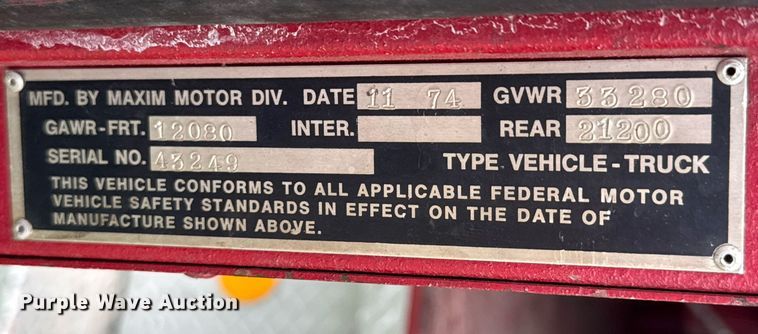 MFD. BY MAXIM MOTOR DIV. DATE 11 74 GVWR 33280
GAWR-FRT. 12080 INTER. REAR 21200
SERIAL NO. 43249 TYPE VEHICLE - TRUCK
THIS VEHICLE CONFORMS TO ALL APPLICABLE FEDERAL MOTOR
VEHICLE SAFETY STANDARDS IN EFFECT ON THE DATE OF
MANUFACTURE SHOWN ABOVE.
Purple Wave Auction